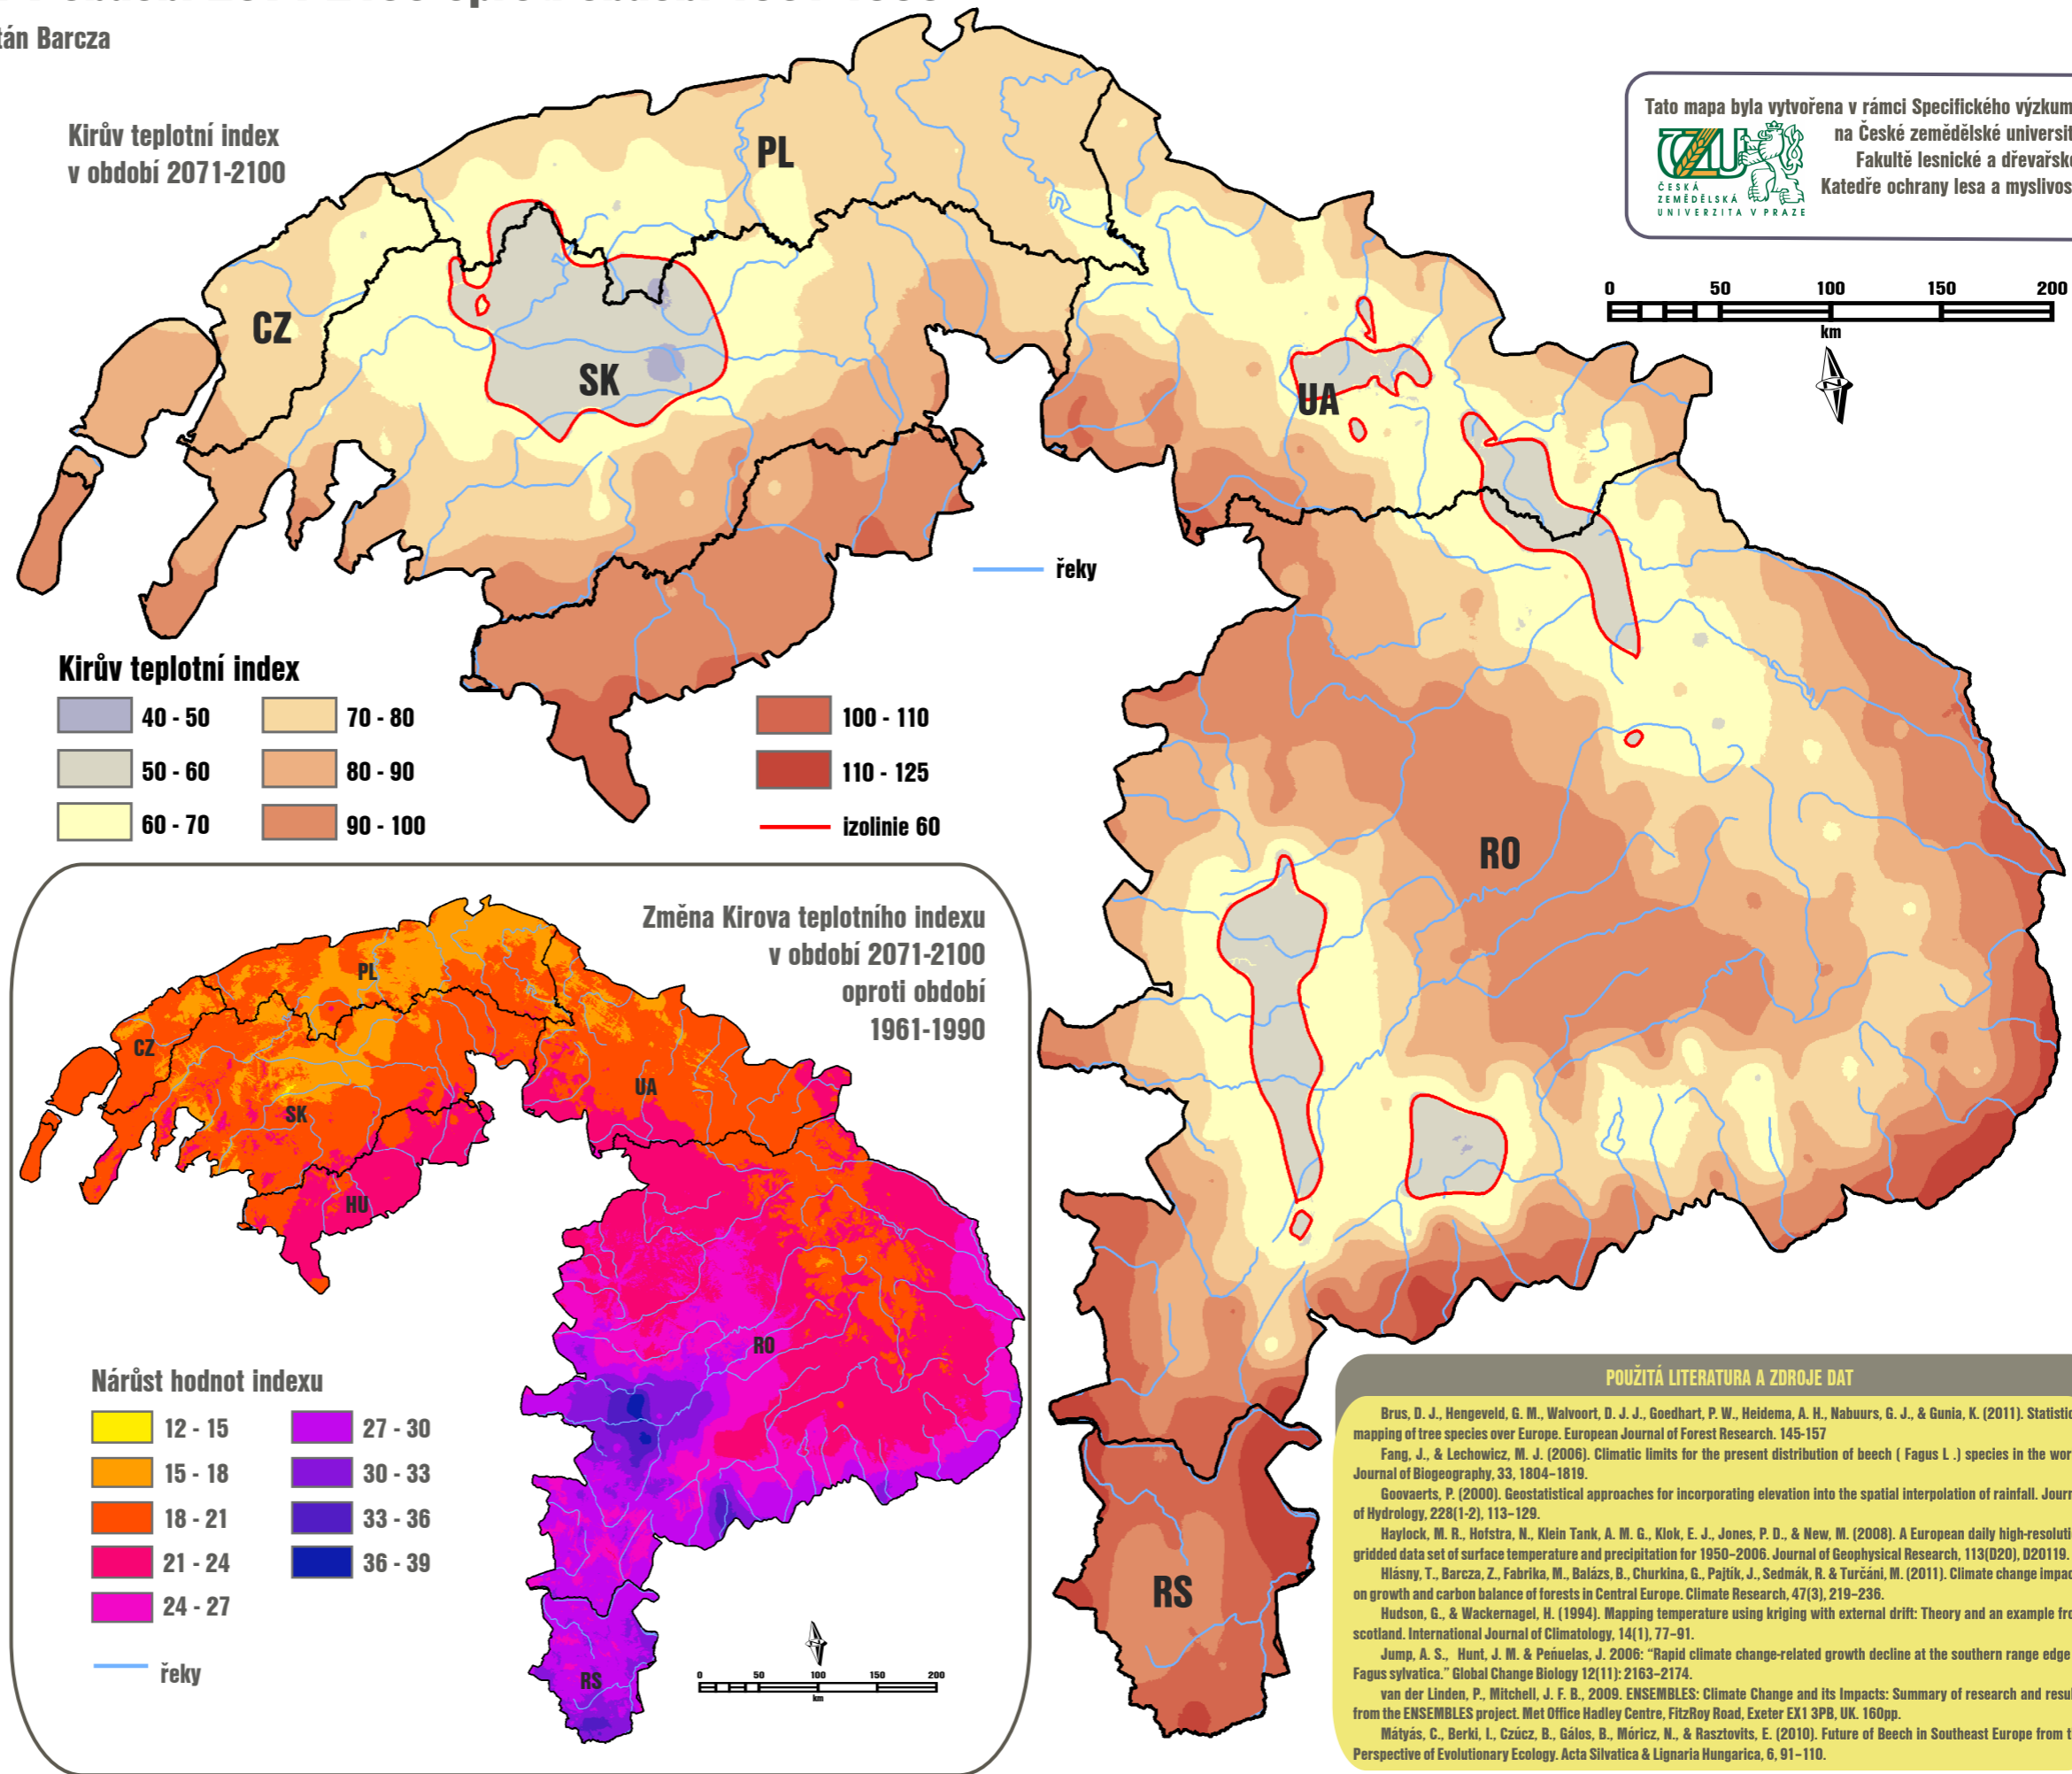 Barcza
Kirův teplotní index
v období 2071-2100
PL
CZ
SK
UA
RO
RS
Tato mapa byla vytvořena v rámci Specifického
na České zemědělské
Fakultě lesnické a
Katedře ochrany lesa a
ČZU
ČESKÁ
ZEMĚDĚLSKÁ
UNIVERZITA V PRAZE
0 50 100 150 200
km
N
řeky
Kirův teplotní index
40 - 50
50 - 60
60 - 70
70 - 80
80 - 90
90 - 100
100 - 110
110 - 125
izolinie 60
Změna Kirova teplotního indexu
v období 2071-2100
oproti období
1961-1990
PL
CZ
SK
UA
HU
RO
RS
Nárůst hodnot indexu
12 - 15
15 - 18
18 - 21
21 - 24
24 - 27
27 - 30
30 - 33
33 - 36
36 - 39
řeky
0 50 100 150 200
km
POUŽITÁ LITERATURA A ZDROJE DAT
Brus, D. J., Hengeveld, G. M., Walvoort, D. J. J., Goedhart, P. W., Heidema, A. H., Nabuurs, G. J., & Gunia, K. (2011).
mapping of tree species over Europe. European Journal of Forest Research. 145-157
Fang, J., & Lechowicz, M. J. (2006). Climatic limits for the present distribution of beech ( Fagus L .) species in the
Journal of Biogeography, 33, 1804–1819.
Goovaerts, P. (2000). Geostatistical approaches for incorporating elevation into the spatial interpolation of rainfall.
of Hydrology, 228(1-2), 113–129.
Haylock, M. R., Hofstra, N., Klein Tank, A. M. G., Klok, E. J., Jones, P. D., & New, M. (2008). A European daily
gridded data set of surface temperature and precipitation for 1950–2006. Journal of Geophysical Research, 113(D20), D20119.
Hlásny, T., Barcza, Z., Fabrika, M., Balázs, B., Churkina, G., Pajtík, J., Sedmák, R. & Turčáni, M. (2011). Climate change
on growth and carbon balance of forests in Central Europe. Climate Research, 47(3), 219–236.
Hudson, G., & Wackernagel, H. (1994). Mapping temperature using kriging with external drift: Theory and an example
scotland. International Journal of Climatology, 14(1), 77–91.
Jump, A. S., Hunt, J. M. & Peńuelas, J. 2006: “Rapid climate change-related growth decline at the southern range edge
Fagus sylvatica.” Global Change Biology 12(11): 2163–2174.
van der Linden, P., Mitchell, J. F. B., 2009. ENSEMBLES: Climate Change and its Impacts: Summary of research and
from the ENSEMBLES project. Met Office Hadley Centre, FitzRoy Road, Exeter EX1 3PB, UK. 160pp.
Mátyás, C., Berki, I., Czúcz, B., Gálos, B., Móricz, N., & Rasztovits, E. (2010). Future of Beech in Southeast Europe from
Perspective of Evolutionary Ecology. Acta Silvatica & Lignaria Hungarica, 6, 91–110.